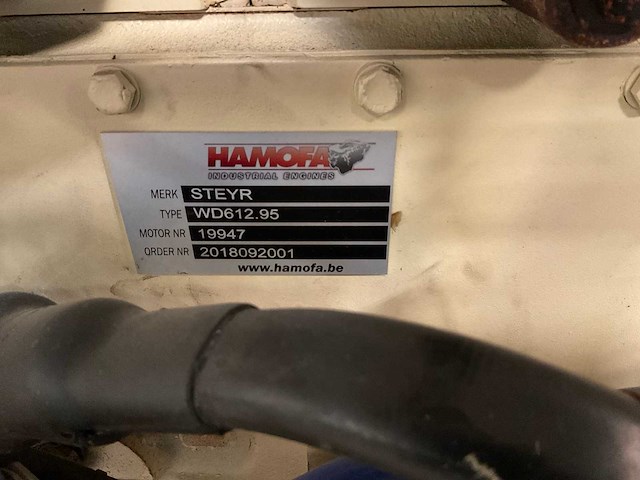 HAMOFA
INDUSTRIAL ENGINES
MERK STEYR
TYPE WD612.95
MOTOR NR 19947
ORDER NR 2018092001
www.hamofa.be